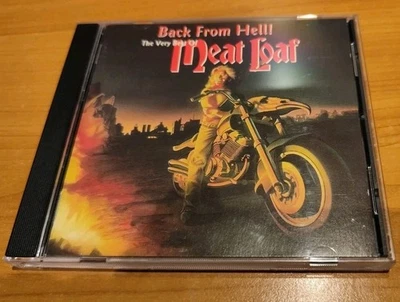 Back From Hell!
The Very Best Of
Meat Loaf